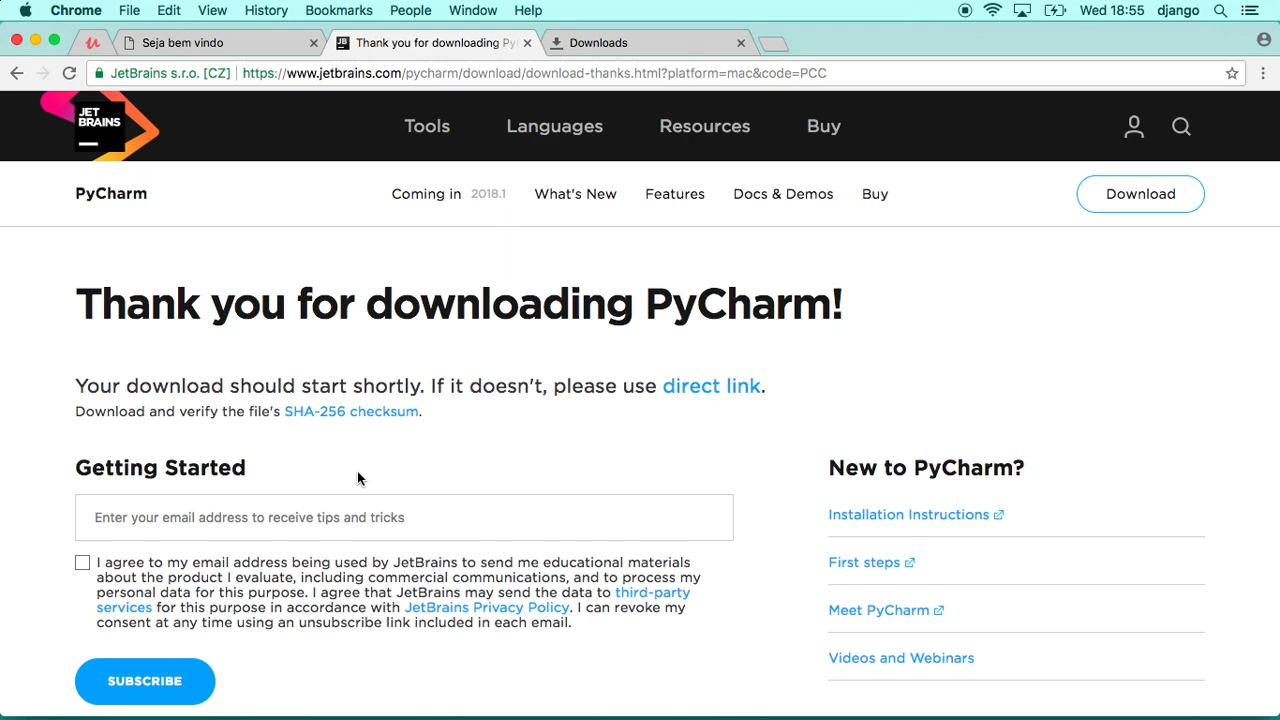 Chrome File Edit View History Bookmarks People Window Help Wed 18:55 django
Seja bem vindo Thank you for downloading Py Downloads
JetBrains s.r.o. [CZ] https://www.jetbrains.com/pycharm/download/download-thanks.html?platform=mac&code=PCC
JET
BRAINS
Tools Languages Resources Buy
PyCharm Coming in 2018.1 What's New Features Docs & Demos Buy Download
Thank you for downloading PyCharm!
Your download should start shortly. If it doesn't, please use direct link.
Download and verify the file's SHA-256 checksum.
Getting Started
Enter your email address to receive tips and tricks
I agree to my email address being used by JetBrains to send me educational materials
about the product I evaluate, including commercial communications, and to process my
personal data for this purpose. I agree that JetBrains may send the data to third-party
services for this purpose in accordance with JetBrains Privacy Policy. I can revoke my
consent at any time using an unsubscribe link included in each email.
SUBSCRIBE
New to PyCharm?
Installation Instructions
First steps
Meet PyCharm
Videos and Webinars